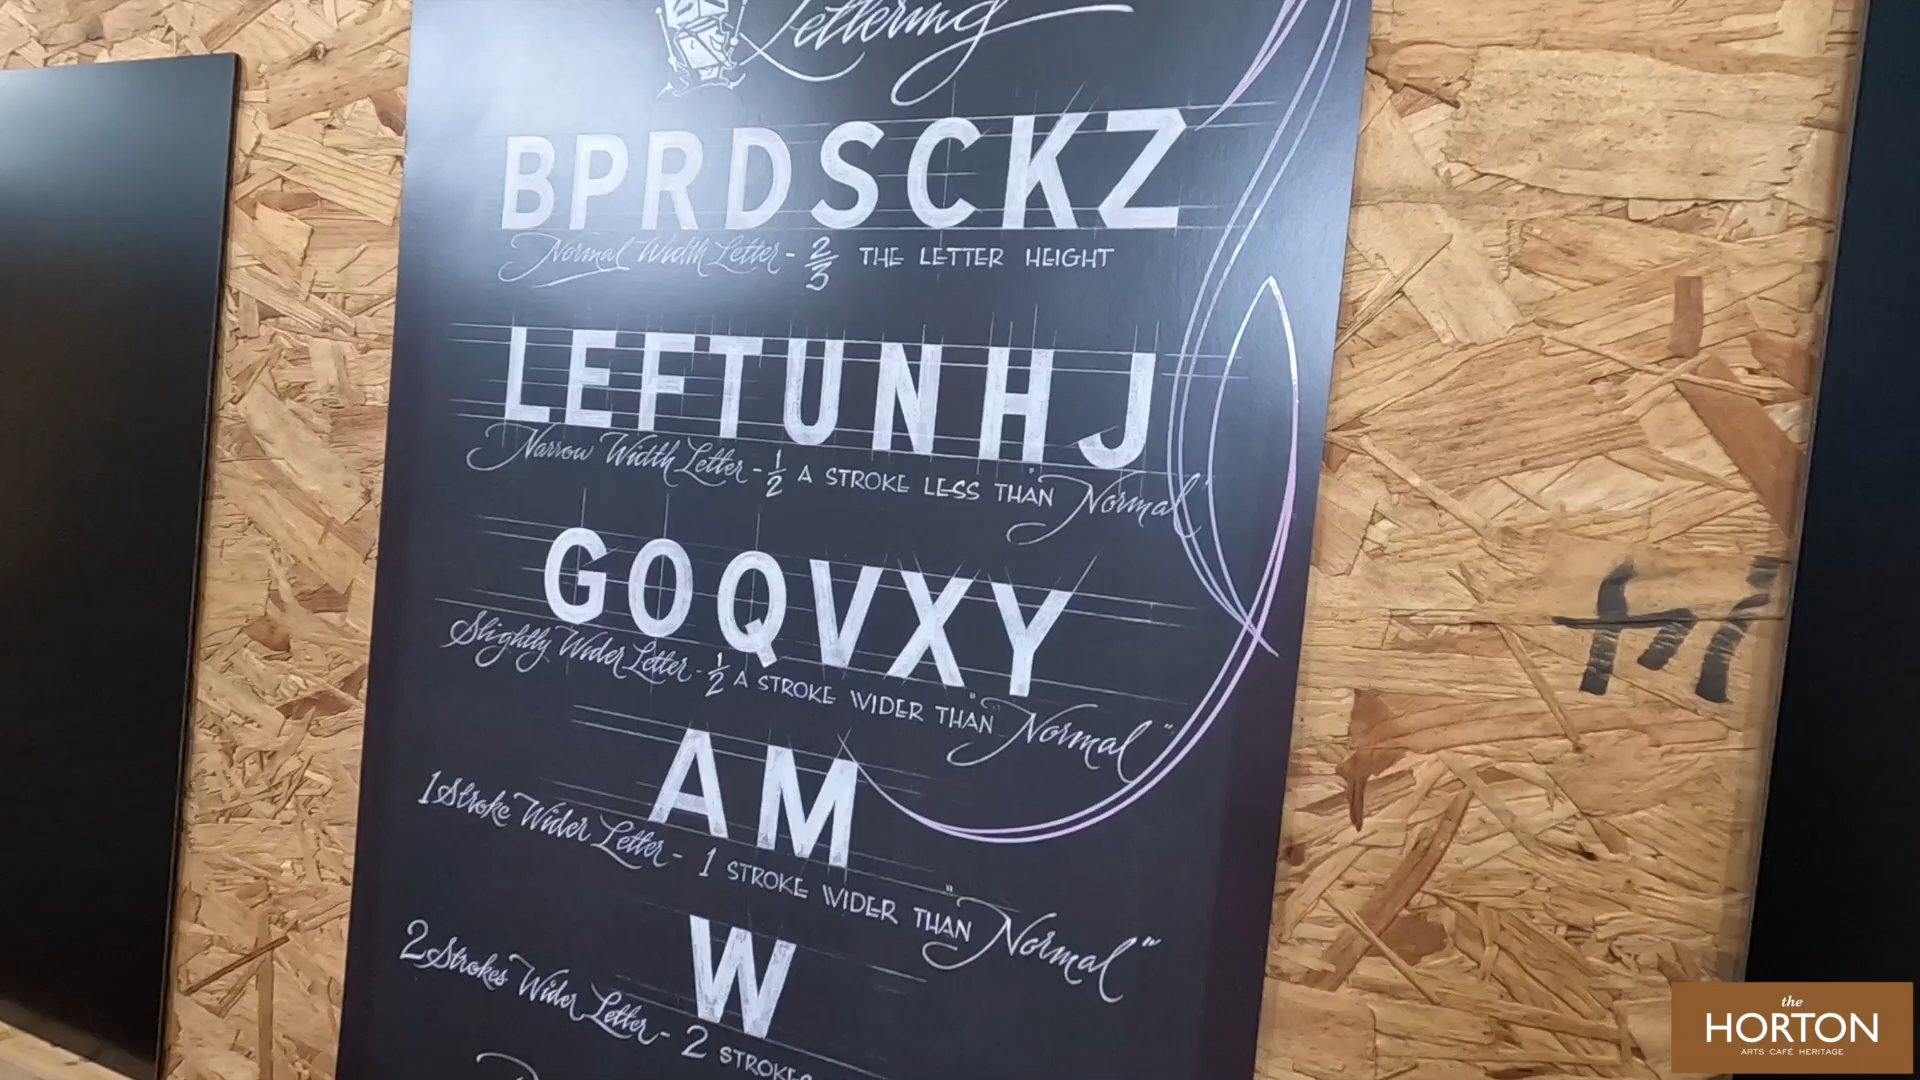 Lettering
BPRDSCKZ
Normal Width Letter - 2/3 THE LETTER HEIGHT
LEFTUNHJ
Narrow Width Letter - 1/2 A STROKE LESS THAN "Normal"
GOQVXY
Slightly Wider Letter - 1/2 A STROKE WIDER THAN "Normal"
AM
1 Stroke Wider Letter - 1 STROKE WIDER THAN "Normal"
W
2 Strokes Wider Letter - 2 STROKES
Hi
the
HORTON
ARTS CAFÉ HERITAGE